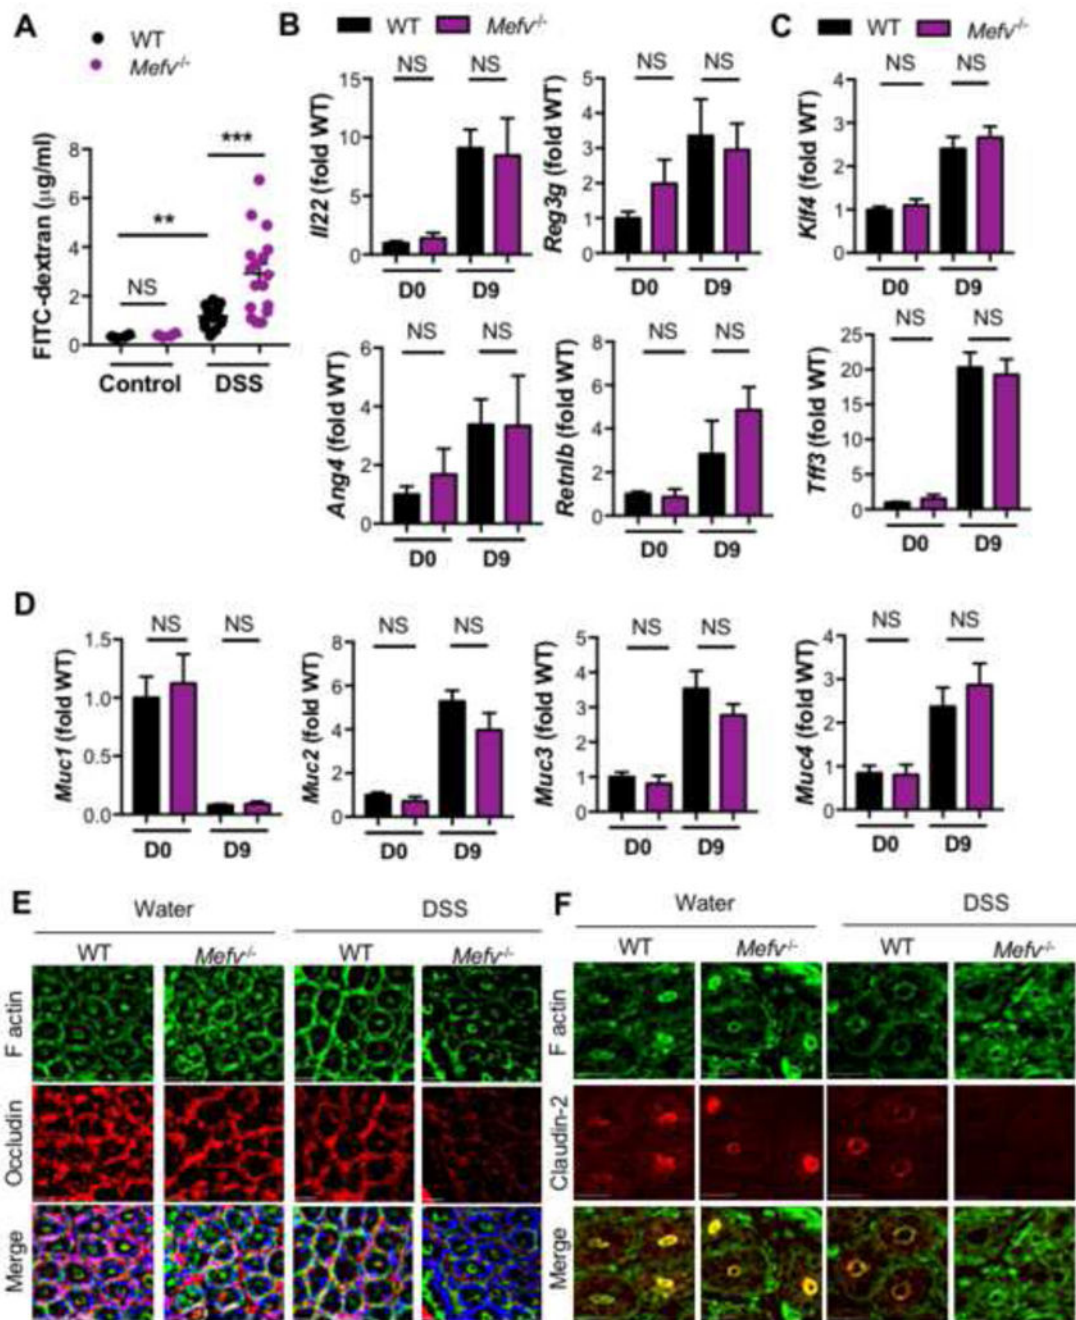 A
WT
Mefv-/-
FITC-dextran (μg/ml)
8
6
4
2
0
NS
**
***
Control
DSS
B
WT
Mefv-/-
Il22 (fold WT)
15
10
5
0
NS
NS
D0
D9
Reg3g (fold WT)
5
4
3
2
1
0
NS
NS
D0
D9
Ang4 (fold WT)
6
4
2
0
NS
NS
D0
D9
Retnlb (fold WT)
8
6
4
2
0
NS
NS
D0
D9
C
WT
Mefv-/-
Klf4 (fold WT)
4
3
2
1
0
NS
NS
D0
D9
Tff3 (fold WT)
25
20
15
10
5
0
NS
NS
D0
D9
D
Muc1 (fold WT)
1.5
1.0
0.5
0.0
NS
NS
D0
D9
Muc2 (fold WT)
8
6
4
2
0
NS
NS
D0
D9
Muc3 (fold WT)
5
4
3
2
1
0
NS
NS
D0
D9
Muc4 (fold WT)
4
3
2
1
0
NS
NS
D0
D9
E
Water
DSS
WT
Mefv-/-
WT
Mefv-/-
F actin
Occludin
Merge
F
Water
DSS
WT
Mefv-/-
WT
Mefv-/-
F actin
Claudin-2
Merge